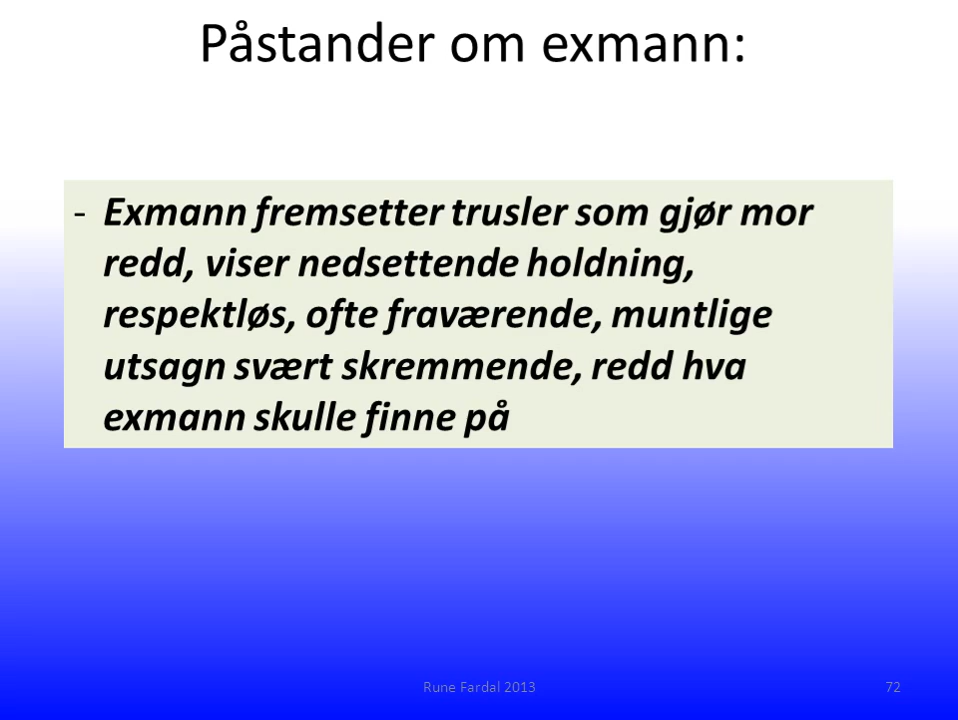 Påstander om exmann:
- Exmann fremsetter trusler som gjør mor
redd, viser nedsettende holdning,
respektløs, ofte fraværende, muntlige
utsagn svært skremmende, redd hva
exmann skulle finne på
Rune Fardal 2013
72